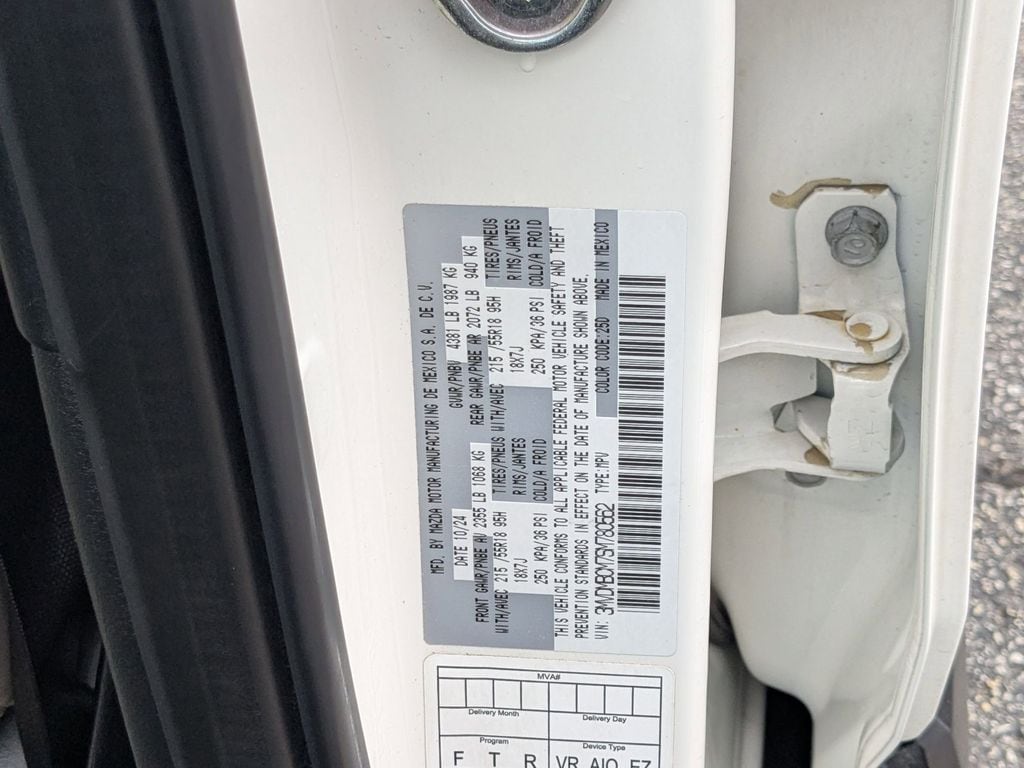 MFD. BY MAZDA MOTOR MANUFACTURING DE MEXICO S.A. DE C.V.
DATE 10/24 GVWR/PNBV 4381 LB 1987 KG
FRONT GAWR/PNBE AV 2355 LB 1068 KG REAR GAWR/PNBE AR 2072 LB 940 KG
WITH/AVEC 215/55R18 95H TIRES/PNEUS WITH/AVEC 215/55R18 95H TIRES/PNEUS
18X7J RIMS/JANTES 18X7J RIMS/JANTES
250 KPA/36 PSI COLD/A FROID 250 KPA/36 PSI COLD/A FROID
THIS VEHICLE CONFORMS TO ALL APPLICABLE FEDERAL MOTOR VEHICLE SAFETY AND THEFT
PREVENTION STANDARDS IN EFFECT ON THE DATE OF MANUFACTURE SHOWN ABOVE.
VIN: 3MVDMBCM7SM780562 TYPE:MPV COLOR CODE:25D MADE IN MEXICO
MVA#
Delivery Month Delivery Day
Program Device Type
F T R VR AIO EZ